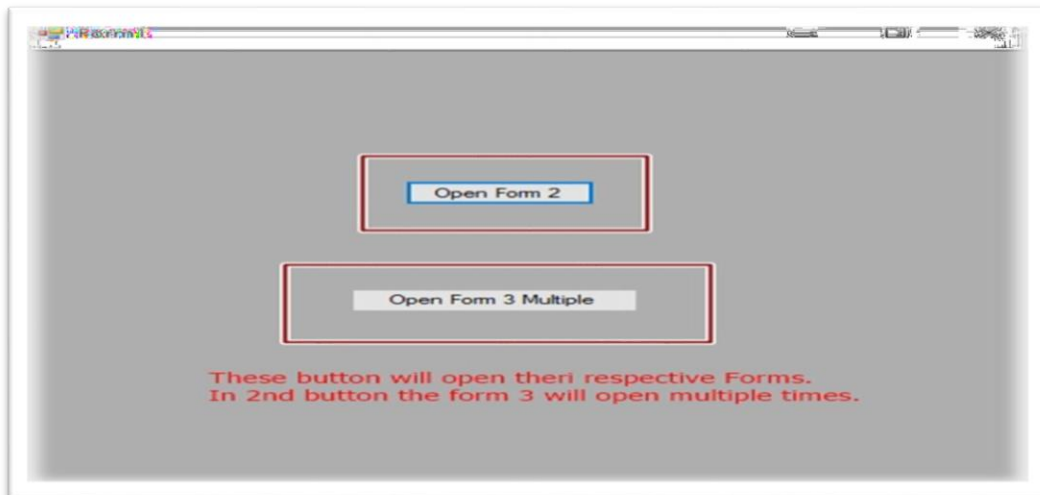 Open Form 2
Open Form 3 Multiple
These button will open theri respective Forms.
In 2nd button the form 3 will open multiple times.